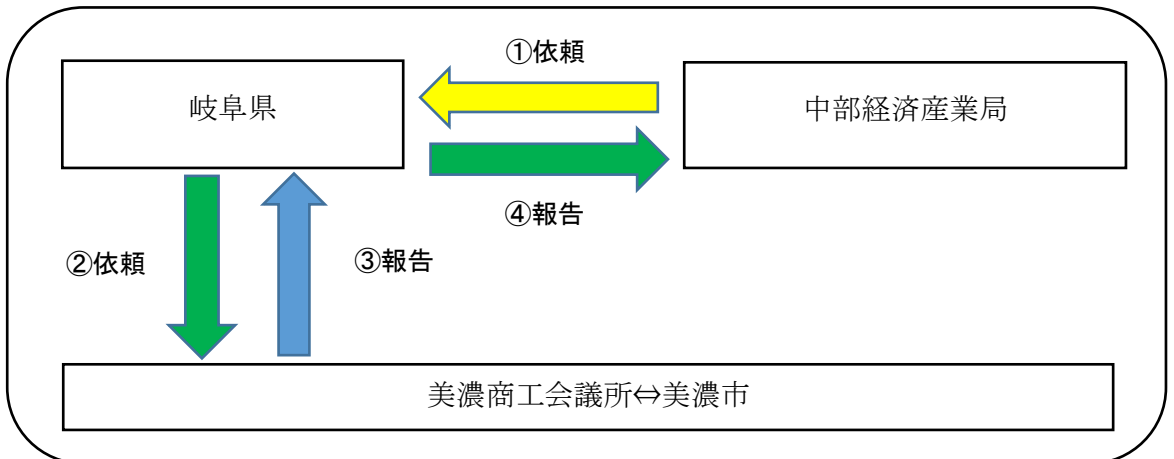 ①依頼
岐阜県
中部経済産業局
④報告
②依頼
③報告
美濃商工会議所⇔美濃市